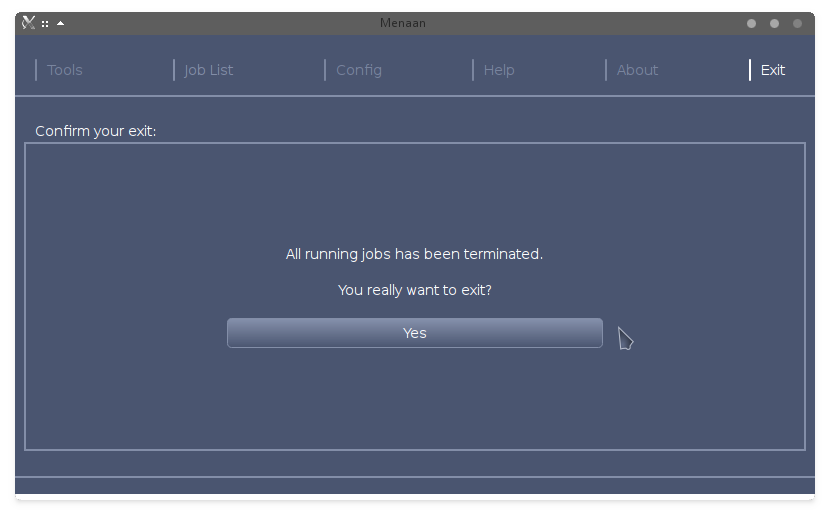 Menaan
Tools Job List Config Help About Exit
Confirm your exit:
All running jobs has been terminated.
You really want to exit?
Yes